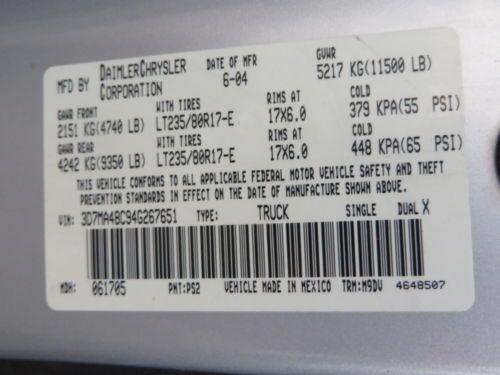 MFD BY DAIMLERCHRYSLER CORPORATION DATE OF MFR 6-04 GVWR 5217 KG(11500 LB)
GAWR FRONT WITH TIRES RIMS AT COLD
2151 KG(4740 LB) LT235/80R17-E 17X6.0 379 KPA(55 PSI)
GAWR REAR WITH TIRES RIMS AT COLD
4242 KG(9350 LB) LT235/80R17-E 17X6.0 448 KPA(65 PSI)
THIS VEHICLE CONFORMS TO ALL APPLICABLE FEDERAL MOTOR VEHICLE SAFETY AND THEFT
PREVENTION STANDARDS IN EFFECT ON THE DATE OF MANUFACTURE SHOWN ABOVE.
VIN: 3D7MA48C94G267651 TYPE: TRUCK SINGLE DUAL X
MDH: 061705 PNT:PS2 VEHICLE MADE IN MEXICO TRM:M9DV 4648507